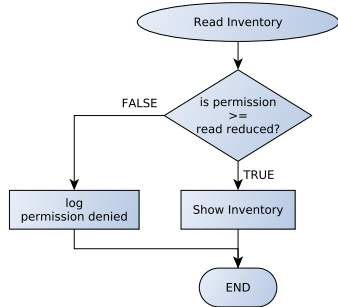 Read Inventory
is permission
>=
read reduced?
FALSE
TRUE
log
permission denied
Show Inventory
END